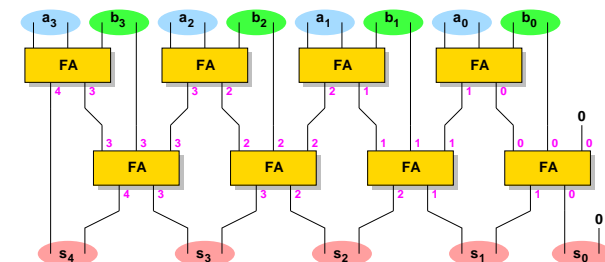 a3 b3 a2 b2 a1 b1 a0 b0
FA FA FA FA
4 3 3 2 2 1 1 0
0
3 3 3 2 2 2 1 1 1 0 0 0
FA FA FA FA
4 3 3 2 2 1 1 0
0
s4 s3 s2 s1 s0